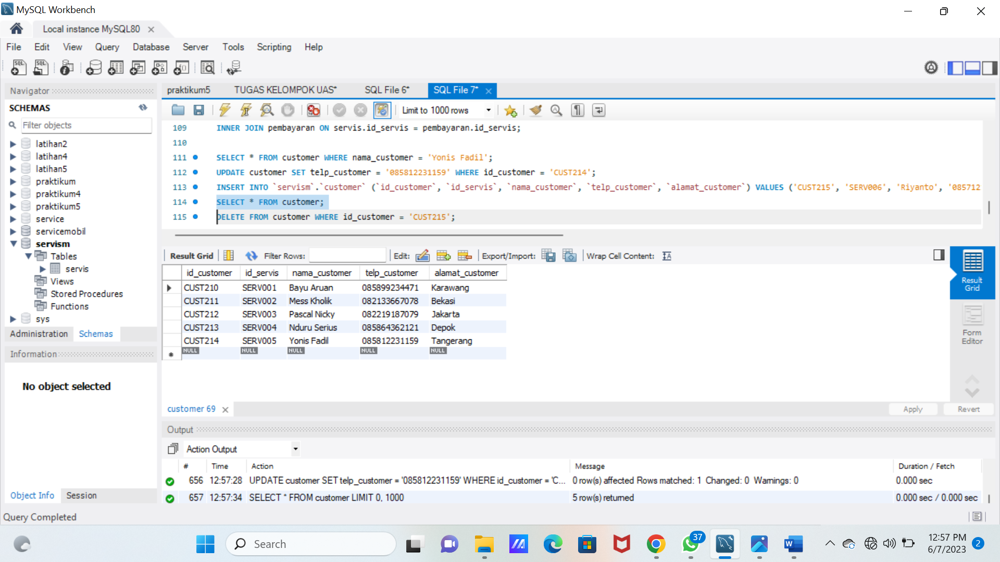 MySQL Workbench
Local instance MySQL80
File Edit View Query Database Server Tools Scripting Help
Navigator
SCHEMAS
Filter objects
latihan2
latihan4
latihan5
praktikum
praktikum4
praktikum5
service
servicemobil
servism
Tables
servis
Views
Stored Procedures
Functions
sys
Administration Schemas
Information
No object selected
Object Info Session
praktikum5 TUGAS KELOMPOK UAS* SQL File 6* SQL File 7*
Limit to 1000 rows
109 INNER JOIN pembayaran ON servis.id_servis = pembayaran.id_servis;
110
111 SELECT * FROM customer WHERE nama_customer = 'Yonis Fadil';
112 UPDATE customer SET telp_customer = '085812231159' WHERE id_customer = 'CUST214';
113 INSERT INTO `servism`.`customer` (`id_customer`, `id_servis`, `nama_customer`, `telp_customer`, `alamat_customer`) VALUES ('CUST215', 'SERV006', 'Riyanto', '085712
114 SELECT * FROM customer;
115 DELETE FROM customer WHERE id_customer = 'CUST215';
Result Grid Filter Rows: Edit: Export/Import: Wrap Cell Content:
id_customer id_servis nama_customer telp_customer alamat_customer
CUST210 SERV001 Bayu Aruan 085899234471 Karawang
CUST211 SERV002 Mess Kholik 082133667078 Bekasi
CUST212 SERV003 Pascal Nicky 082219187079 Jakarta
CUST213 SERV004 Nduru Serius 085864362121 Depok
CUST214 SERV005 Yonis Fadil 085812231159 Tangerang
NULL NULL NULL NULL NULL
Result
Grid
Form
Editor
customer 69
Apply Revert
Output
Action Output
# Time Action Message Duration / Fetch
656 12:57:28 UPDATE customer SET telp_customer = '085812231159' WHERE id_customer = 'C... 0 row(s) affected Rows matched: 1 Changed: 0 Warnings: 0 0.000 sec
657 12:57:34 SELECT * FROM customer LIMIT 0, 1000 5 row(s) returned 0.000 sec / 0.000 sec
Query Completed
Search
37
12:57 PM
6/7/2023
2